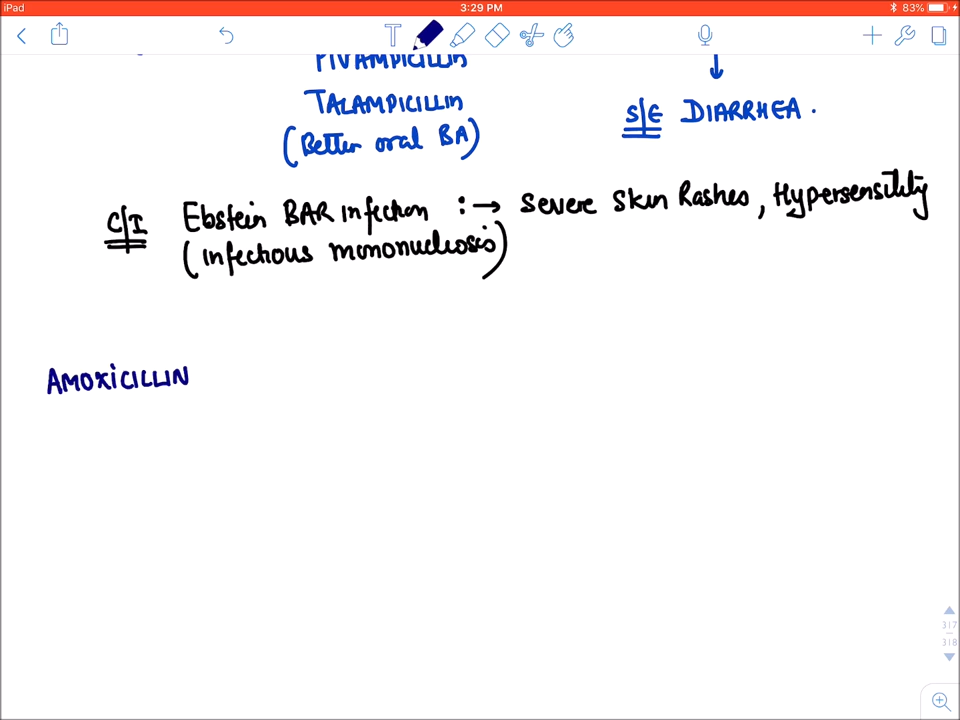 iPad 3:29 PM 83%
T
PIVAMPICILLIN
TALAMPICILLIN
(Better oral BA)
S/E DIARRHEA.
C/I Ebstein BAR infection :→ Severe Skin Rashes, Hypersensitility
(infectious mononucleosis)
AMOXiCILLIN
317
318